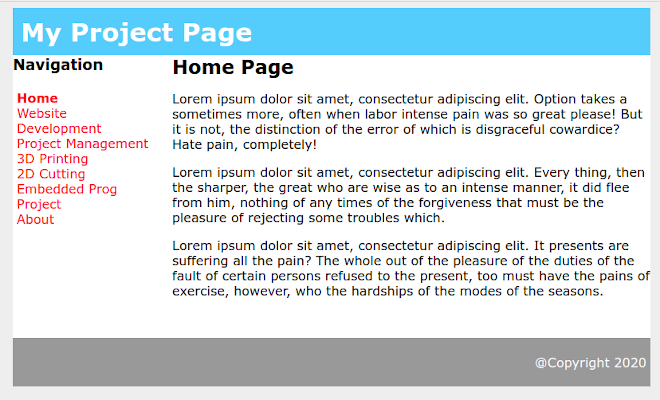 My Project Page
Navigation
Home
Website
Development
Project Management
3D Printing
2D Cutting
Embedded Prog
Project
About
Home Page
Lorem ipsum dolor sit amet, consectetur adipiscing elit. Option takes a
sometimes more, often when labor intense pain was so great please! But
it is not, the distinction of the error of which is disgraceful cowardice?
Hate pain, completely!
Lorem ipsum dolor sit amet, consectetur adipiscing elit. Every thing, then
the sharper, the great who are wise as to an intense manner, it did flee
from him, nothing of any times of the forgiveness that must be the
pleasure of rejecting some troubles which.
Lorem ipsum dolor sit amet, consectetur adipiscing elit. It presents are
suffering all the pain? The whole out of the pleasure of the duties of the
fault of certain persons refused to the present, too must have the pains of
exercise, however, who the hardships of the modes of the seasons.
@Copyright 2020